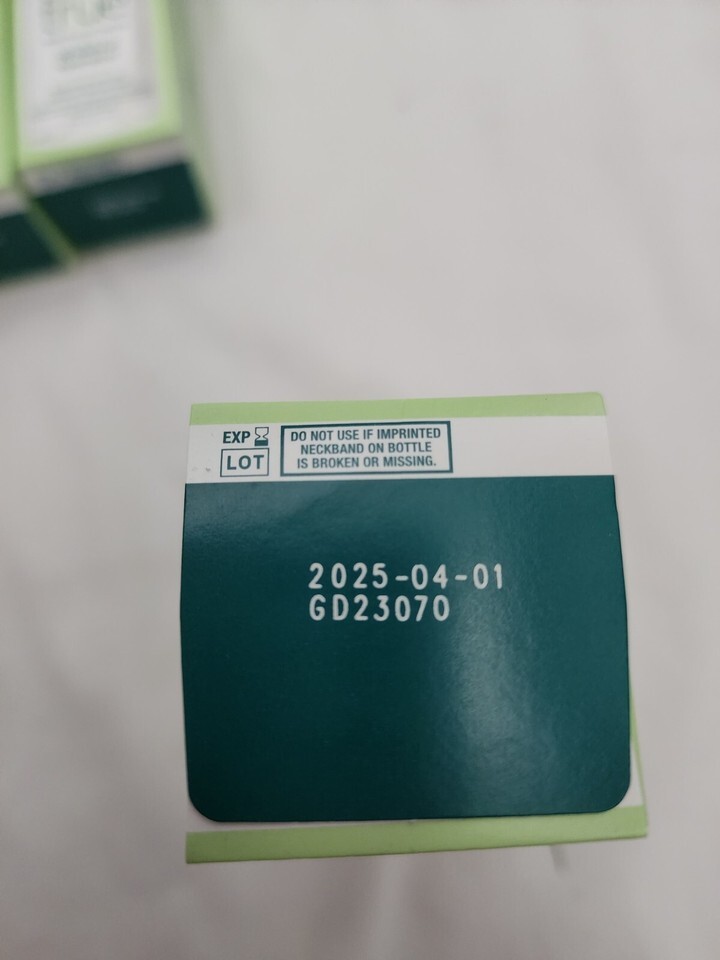 EXP
LOT
DO NOT USE IF IMPRINTED
NECKBAND ON BOTTLE
IS BROKEN OR MISSING.
2025-04-01
GD23070